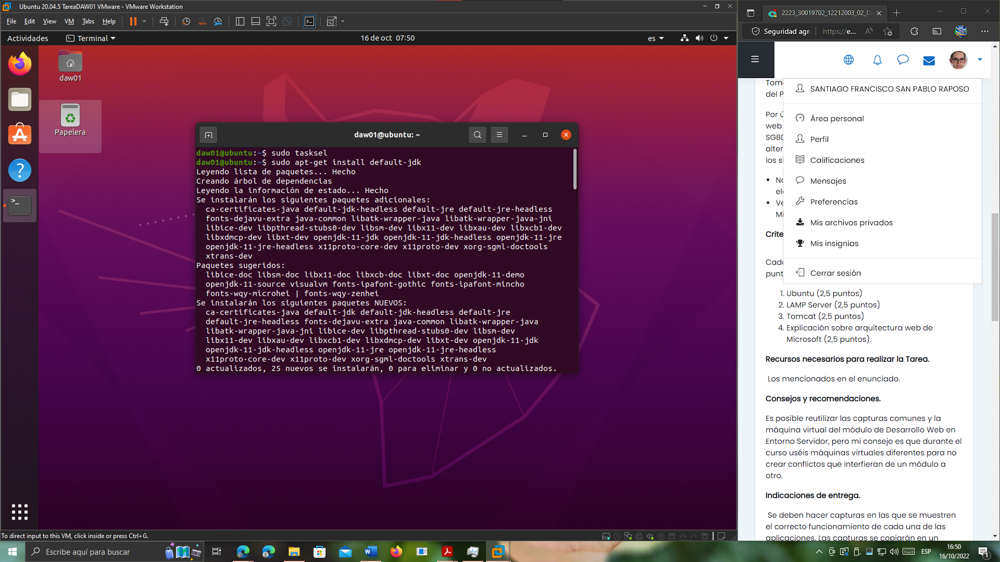 Ubuntu 20.04.5 TareaDAW01 VMware - VMware Workstation
File Edit View VM Tabs Help
Actividades
Terminal
16 de oct 07:50
es
daw01
Papelera
daw01@ubuntu: ~
daw01@ubuntu:~$ sudo tasksel
daw01@ubuntu:~$ sudo apt-get install default-jdk
Leyendo lista de paquetes... Hecho
Creando árbol de dependencias
Leyendo la información de estado... Hecho
Se instalarán los siguientes paquetes adicionales:
ca-certificates-java default-jdk-headless default-jre default-jre-headless
fonts-dejavu-extra java-common libatk-wrapper-java libatk-wrapper-java-jni
libice-dev libpthread-stubs0-dev libsm-dev libx11-dev libxau-dev libxcb1-dev
libxdmcp-dev libxt-dev openjdk-11-jdk openjdk-11-jdk-headless openjdk-11-jre
openjdk-11-jre-headless x11proto-core-dev x11proto-dev xorg-sgml-doctools
xtrans-dev
Paquetes sugeridos:
libice-doc libsm-doc libx11-doc libxcb-doc libxt-doc openjdk-11-demo
openjdk-11-source visualvm fonts-ipafont-gothic fonts-ipafont-mincho
fonts-wqy-microhei | fonts-wqy-zenhei
Se instalarán los siguientes paquetes NUEVOS:
ca-certificates-java default-jdk default-jdk-headless default-jre
default-jre-headless fonts-dejavu-extra java-common libatk-wrapper-java
libatk-wrapper-java-jni libice-dev libpthread-stubs0-dev libsm-dev
libx11-dev libxau-dev libxcb1-dev libxdmcp-dev libxt-dev openjdk-11-jdk
openjdk-11-jdk-headless openjdk-11-jre openjdk-11-jre-headless
x11proto-core-dev x11proto-dev xorg-sgml-doctools xtrans-dev
0 actualizados, 25 nuevos se instalarán, 0 para eliminar y 0 no actualizados.
To direct input to this VM, click inside or press Ctrl+G.
2223_30019702_12212003_02_D
Seguridad agr
https://e...
Tom
del P
Por ú
web
SGBD
alter
los si
• No
ele
• Ve
Mi
Crite
Cada
punt
SANTIAGO FRANCISCO SAN PABLO RAPOSO
Área personal
Perfil
Calificaciones
Mensajes
Preferencias
Mis archivos privados
Mis insignias
Cerrar sesión
1. Ubuntu (2,5 puntos)
2. LAMP Server (2,5 puntos)
3. Tomcat (2,5 puntos)
4. Explicación sobre arquitectura web de
Microsoft (2,5 puntos).
Recursos necesarios para realizar la Tarea.
Los mencionados en el enunciado.
Consejos y recomendaciones.
Es posible reutilizar las capturas comunes y la
máquina virtual del módulo de Desarrollo Web en
Entorno Servidor, pero mi consejo es que durante el
curso uséis máquinas virtuales diferentes para no
crear conflictos que interfieran de un módulo a
otro.
Indicaciones de entrega.
Se deben hacer capturas en las que se muestren
el correcto funcionamiento de cada una de las
aplicaciones. Las capturas se copiarán en un
Escribe aquí para buscar
ESP
16:50
16/10/2022
1